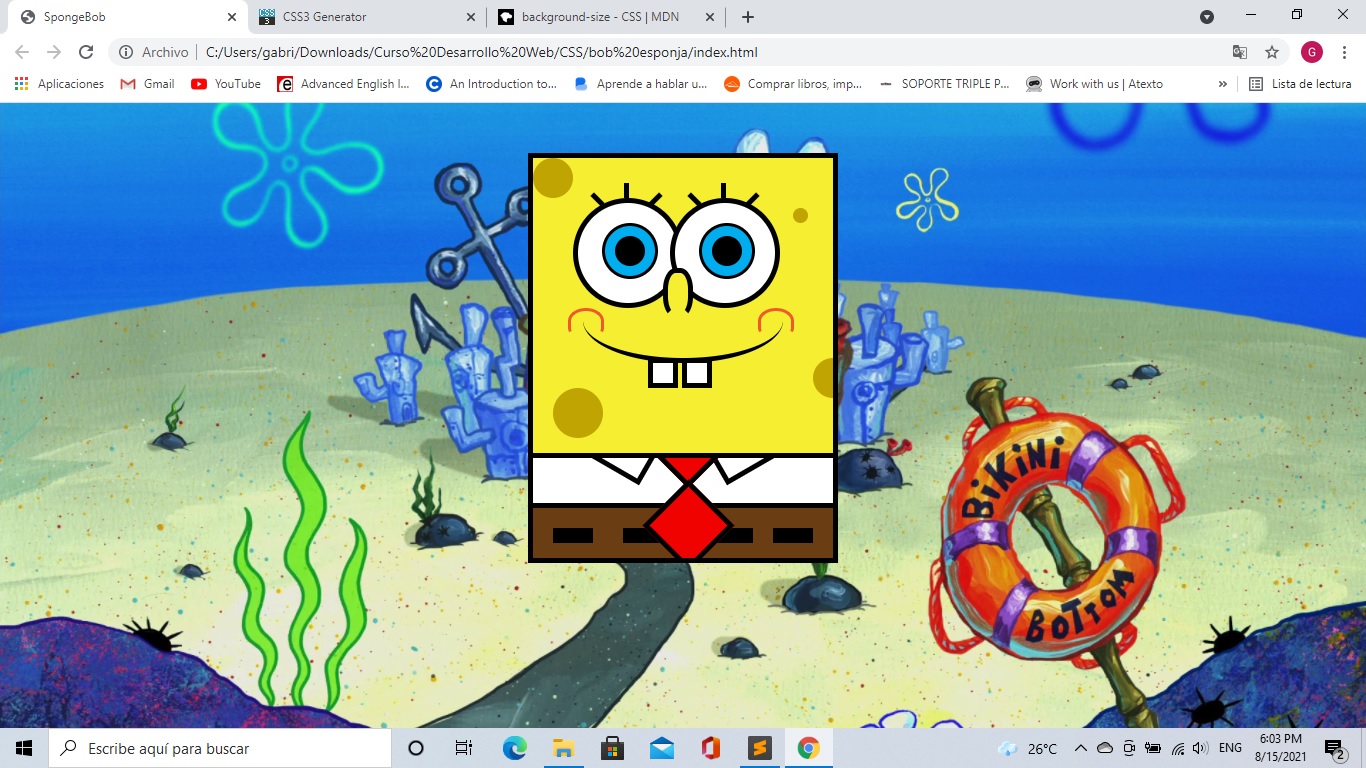 SpongeBob
CSS3 Generator
background-size - CSS | MDN
Archivo | C:/Users/gabri/Downloads/Curso%20Desarrollo%20Web/CSS/bob%20esponja/index.html
G
Aplicaciones
Gmail
YouTube
Advanced English l...
An Introduction to...
Aprende a hablar u...
Comprar libros, imp...
SOPORTE TRIPLE P...
Work with us | Atexto
»
Lista de lectura
BiKiNi
BOTTOM
Escribe aquí para buscar
26°C
ENG
6:03 PM
8/15/2021
2